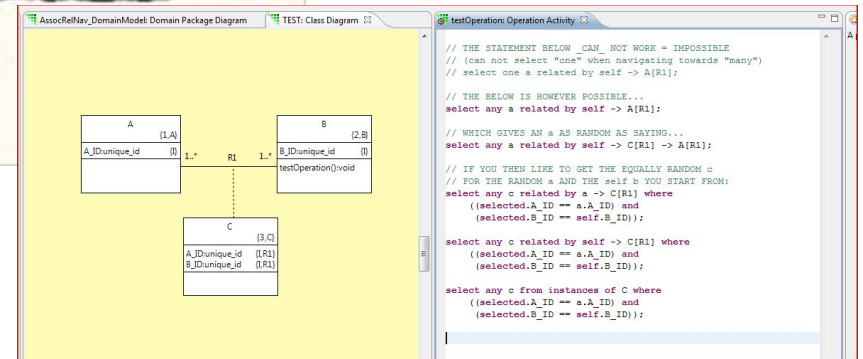 AssocRelNav_DomainModel: Domain Package Diagram
TEST: Class Diagram
A
{1,A}
A_ID:unique_id {I}
1..* R1 1..*
B
{2,B}
B_ID:unique_id {I}
testOperation():void
C
{3,C}
A_ID:unique_id {I,R1}
B_ID:unique_id {I,R1}
testOperation: Operation Activity
// THE STATEMENT BELOW _CAN_ NOT WORK = IMPOSSIBLE
// (can not select "one" when navigating towards "many")
// select one a related by self -> A[R1];
// THE BELOW IS HOWEVER POSSIBLE...
select any a related by self -> A[R1];
// WHICH GIVES AN a AS RANDOM AS SAYING...
select any a related by self -> C[R1] -> A[R1];
// IF YOU THEN LIKE TO GET THE EQUALLY RANDOM c
// FOR THE RANDOM a AND THE self b YOU START FROM:
select any c related by a -> C[R1] where
((selected.A_ID == a.A_ID) and
(selected.B_ID == self.B_ID));
select any c related by self -> C[R1] where
((selected.A_ID == a.A_ID) and
(selected.B_ID == self.B_ID));
select any c from instances of C where
((selected.A_ID == a.A_ID) and
(selected.B_ID == self.B_ID));